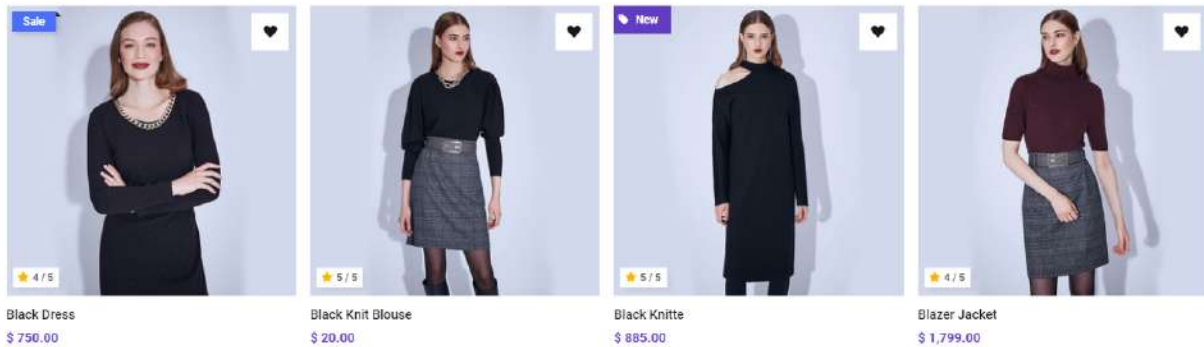 Sale
New
4 / 5
5 / 5
5 / 5
4 / 5
Black Dress
Black Knit Blouse
Black Knitte
Blazer Jacket
$ 750.00
$ 20.00
$ 885.00
$ 1,799.00